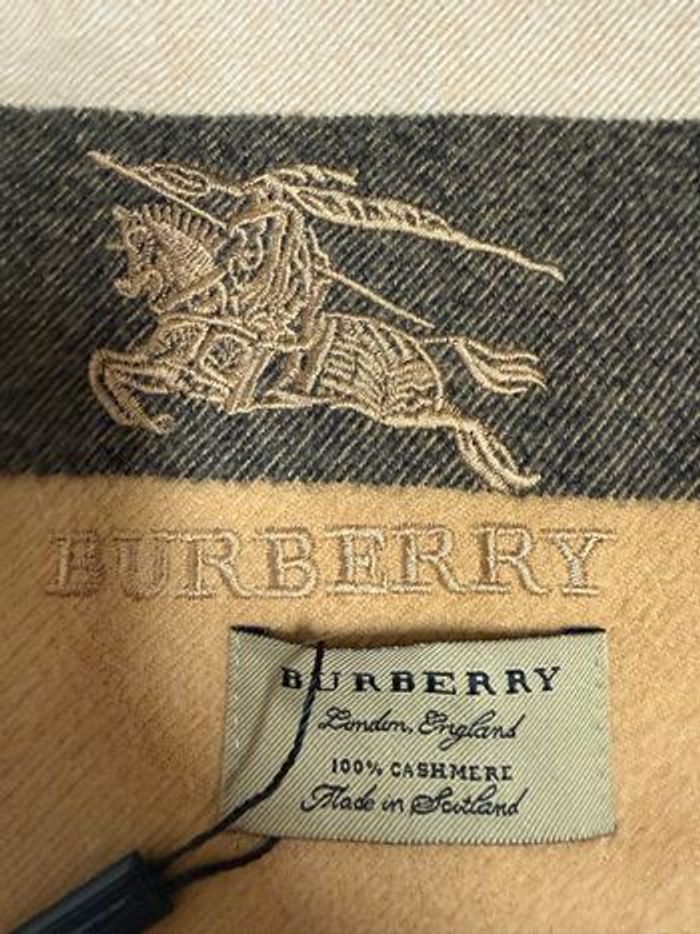 BURBERRY
BURBERRY
London, England
100% CASHMERE
Made in Scotland